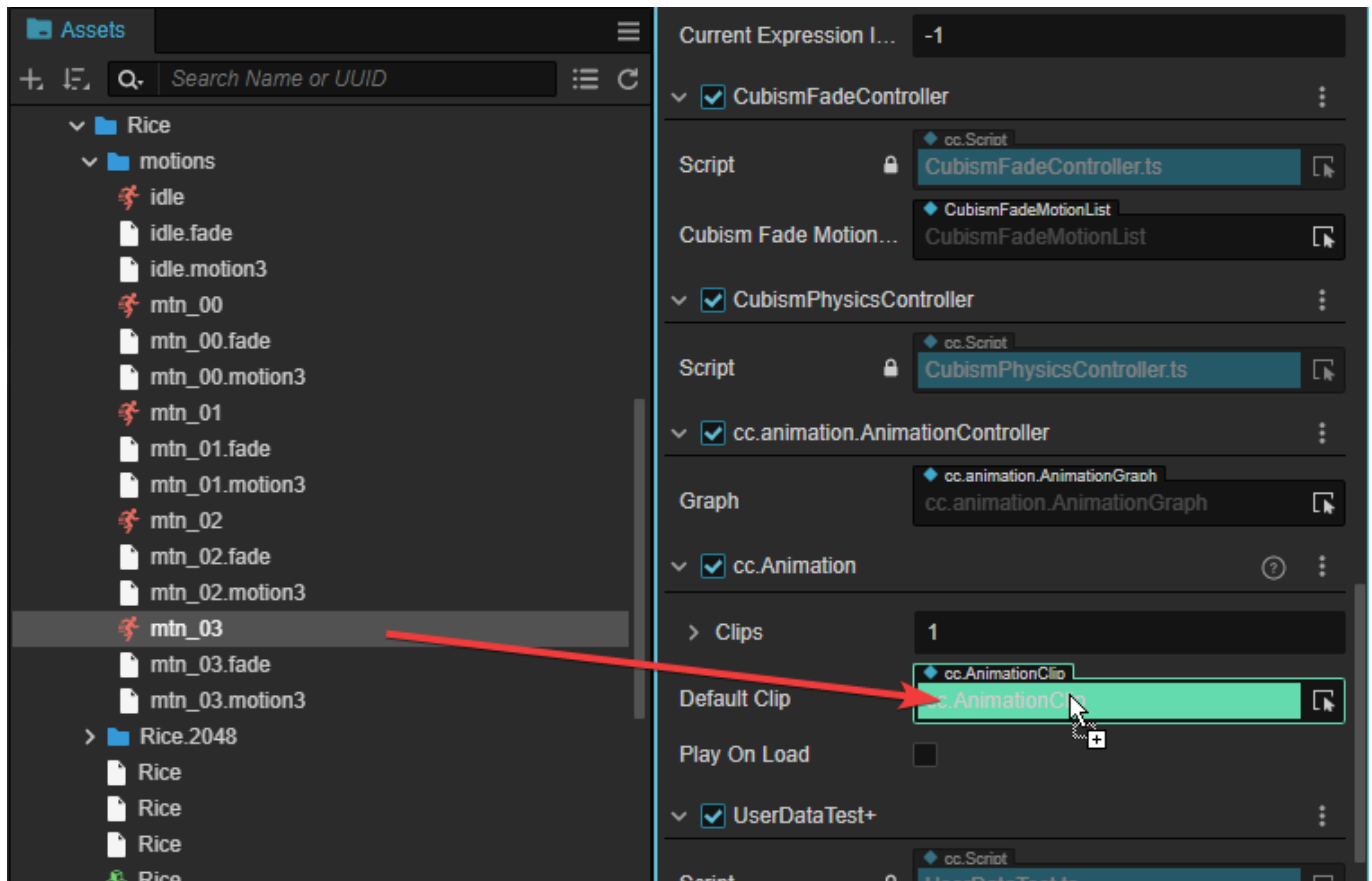 Assets
Search Name or UUID
Rice
motions
idle
idle.fade
idle.motion3
mtn_00
mtn_00.fade
mtn_00.motion3
mtn_01
mtn_01.fade
mtn_01.motion3
mtn_02
mtn_02.fade
mtn_02.motion3
mtn_03
mtn_03.fade
mtn_03.motion3
Rice.2048
Rice
Rice
Rice
Rice
Current Expression I... -1
CubismFadeController
cc.Script
Script CubismFadeController.ts
CubismFadeMotionList
Cubism Fade Motion... CubismFadeMotionList
CubismPhysicsController
cc.Script
Script CubismPhysicsController.ts
cc.animation.AnimationController
cc.animation.AnimationGraph
Graph cc.animation.AnimationGraph
cc.Animation ?
Clips 1
cc.AnimationClip
Default Clip cc.AnimationClip
Play On Load
UserDataTest+
cc.Script
Script UserDataTest.ts